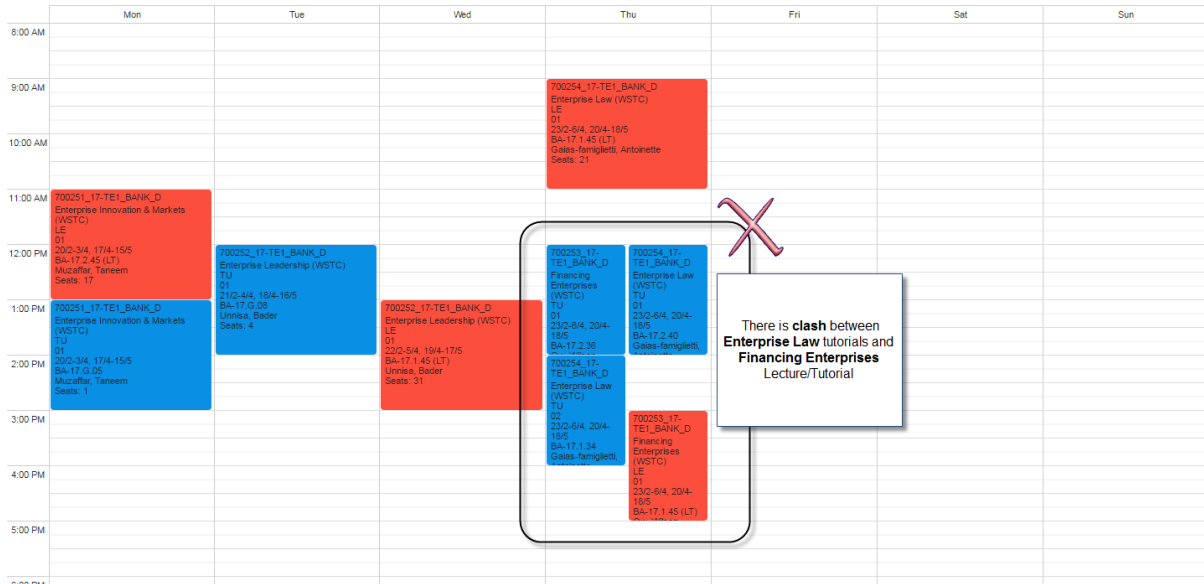 Mon Tue Wed Thu Fri Sat Sun
8:00 AM
9:00 AM
10:00 AM
11:00 AM
12:00 PM
1:00 PM
2:00 PM
3:00 PM
4:00 PM
5:00 PM
700251_17-TE1_BANK_D
Enterprise Innovation & Markets
(WSTC)
LE
01
20/2-3/4, 17/4-15/5
BA-17.2.45 (LT)
Muzaffar, Taneem
Seats: 17
700251_17-TE1_BANK_D
Enterprise Innovation & Markets
(WSTC)
TU
01
20/2-3/4, 17/4-15/5
BA-17.G.05
Muzaffar, Taneem
Seats: 1
700252_17-TE1_BANK_D
Enterprise Leadership (WSTC)
TU
01
21/2-4/4, 18/4-16/5
BA-17.G.08
Unnisa, Bader
Seats: 4
700252_17-TE1_BANK_D
Enterprise Leadership (WSTC)
LE
01
22/2-5/4, 19/4-17/5
BA-17.1.45 (LT)
Unnisa, Bader
Seats: 31
700254_17-TE1_BANK_D
Enterprise Law (WSTC)
LE
01
23/2-6/4, 20/4-18/5
BA-17.1.45 (LT)
Gaias-famiglietti, Antoinette
Seats: 21
700253_17-
TE1_BANK_D
Financing
Enterprises
(WSTC)
TU
01
23/2-6/4, 20/4-
18/5
BA-17.2.36
700254_17-
TE1_BANK_D
Enterprise Law
(WSTC)
TU
01
23/2-6/4, 20/4-
18/5
BA-17.2.40
Gaias-famiglietti,
700254_17-
TE1_BANK_D
Enterprise Law
(WSTC)
TU
02
23/2-6/4, 20/4-
18/5
BA-17.1.34
Gaias-famiglietti,
700253_17-
TE1_BANK_D
Financing
Enterprises
(WSTC)
LE
01
23/2-6/4, 20/4-
18/5
BA-17.1.45 (LT)
X
There is clash between
Enterprise Law tutorials and
Financing Enterprises
Lecture/Tutorial